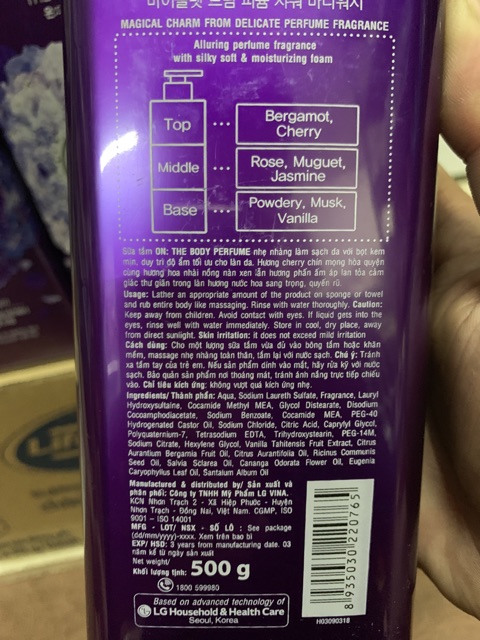 바이올렛 드림 퍼퓸 샤워 바디워시
MAGICAL CHARM FROM DELICATE PERFUME FRAGRANCE
Alluring perfume fragrance
with silky soft & moisturizing foam
Top ... Bergamot, Cherry
Middle ... Rose, Muguet, Jasmine
Base ... Powdery, Musk, Vanilla
Sữa tắm ON: THE BODY PERFUME nhẹ nhàng làm sạch da với bọt kem
mịn, duy trì độ ẩm tối ưu cho làn da. Hương cherry chín mọng hòa quyện
cùng hương hoa nhài nồng nàn xen lẫn hương phấn ấm áp lan tỏa cảm
giác thư giãn trong làn hương nước hoa sang trọng, quyến rũ.
Usage: Lather an appropriate amount of the product on sponge or towel
and rub entire body like massaging. Rinse with water thoroughly. Caution:
Keep away from children. Avoid contact with eyes. If liquid gets into the
eyes, rinse well with water immediately. Store in cool, dry place, away
from direct sunlight. Skin irritation: it does not exceed mild irritation
Cách dùng: Cho một lượng sữa tắm vừa đủ vào bông tắm hoặc khăn
mềm, massage nhẹ nhàng toàn thân, tắm lại với nước sạch. Chú ý: Tránh
xa tầm tay của trẻ em. Nếu sản phẩm dính vào mắt, hãy rửa kỹ với nước
sạch. Bảo quản sản phẩm nơi thoáng mát, tránh ánh nắng trực tiếp chiếu
vào. Chỉ tiêu kích ứng: không vượt quá kích ứng nhẹ.
Ingredients/ Thành phần: Aqua, Sodium Laureth Sulfate, Fragrance, Lauryl
Hydroxysultaine, Cocamide Methyl MEA, Glycol Distearate, Disodium
Cocoamphodiacetate, Sodium Benzoate, Cocamide MEA, PEG-40
Hydrogenated Castor Oil, Sodium Chloride, Citric Acid, Caprylyl Glycol,
Polyquaternium-7, Tetrasodium EDTA, Trihydroxystearin, PEG-14M,
Sodium Citrate, Hexylene Glycol, Vanilla Tahitensis Fruit Extract, Citrus
Aurantium Bergamia Fruit Oil, Citrus Aurantifolia Oil, Ricinus Communis
Seed Oil, Salvia Sclarea Oil, Cananga Odorata Flower Oil, Eugenia
Caryophyllus Leaf Oil, Santalum Album Oil
Manufactured & distributed by/ Sản xuất và
phân phối: Công ty TNHH Mỹ Phẩm LG VINA.
KCN Nhơn Trạch 2 - Xã Hiệp Phước - Huyện
Nhơn Trạch - Đồng Nai, Việt Nam. CGMP, ISO
9001 – ISO 14001
MFG - LOT/ NSX - SỐ LÔ : See package
(dd/mm/yyyy)-xxxx. Xem trên bao bì
EXP/ HSD: 3 years from manufacturing date. 03
năm kể từ ngày sản xuất
Net weight/
Khối lượng tịnh: 500 g
1800 599980
Based on advanced technology of
LG Household & Health Care
Seoul, Korea
8 935030 220765
H03090318